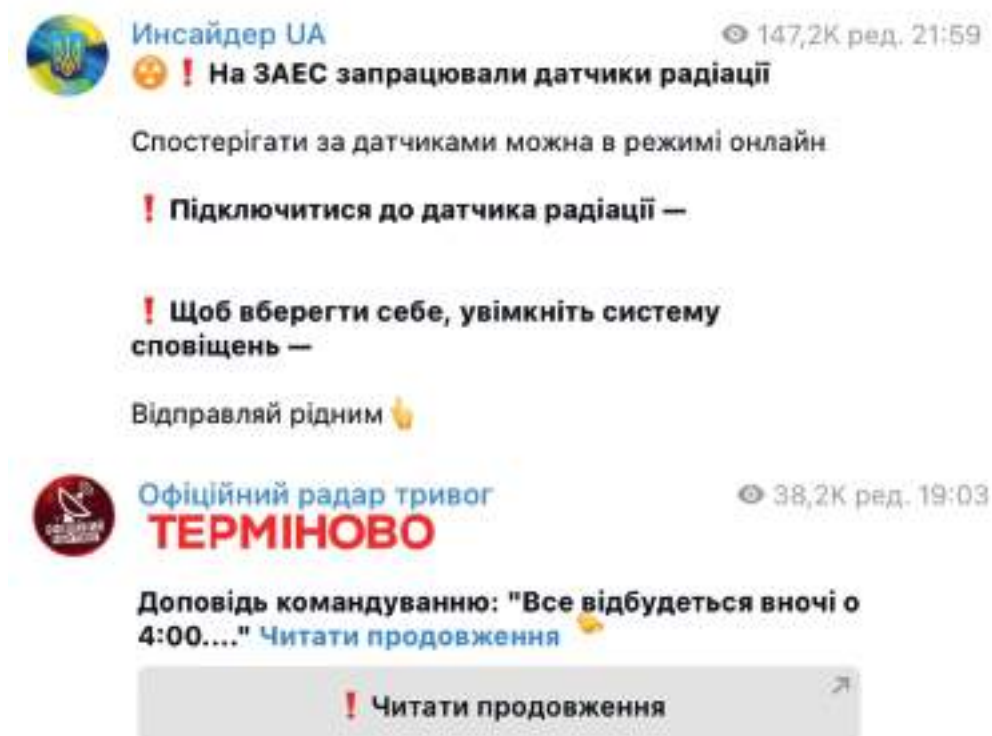 Инсайдер UA 147,2K ред. 21:59
☢️❗ На ЗАЕС запрацювали датчики радіації
Спостерігати за датчиками можна в режимі онлайн
❗ Підключитися до датчика радіації —
❗ Щоб вберегти себе, увімкніть систему
сповіщень —
Відправляй рідним 👆
Офіційний радар тривог 38,2K ред. 19:03
ТЕРМІНОВО
Доповідь командуванню: "Все відбудеться вночі о
4:00...." Читати продовження
❗ Читати продовження